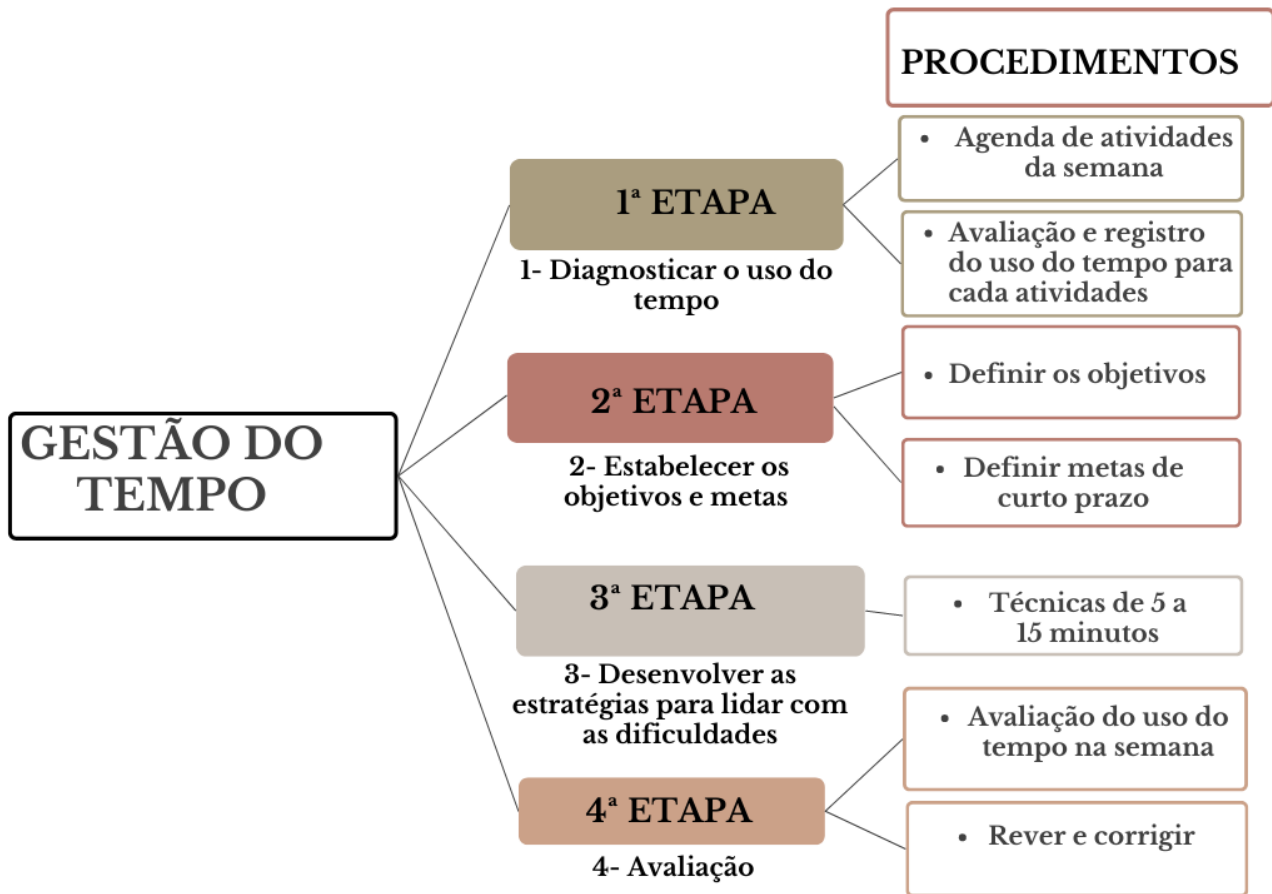 PROCEDIMENTOS
GESTÃO DO
TEMPO
1ª ETAPA
1- Diagnosticar o uso do
tempo
• Agenda de atividades
da semana
• Avaliação e registro
do uso do tempo para
cada atividades
2ª ETAPA
2- Estabelecer os
objetivos e metas
• Definir os objetivos
• Definir metas de
curto prazo
3ª ETAPA
3- Desenvolver as
estratégias para lidar com
as dificuldades
• Técnicas de 5 a
15 minutos
4ª ETAPA
4- Avaliação
• Avaliação do uso do
tempo na semana
• Rever e corrigir